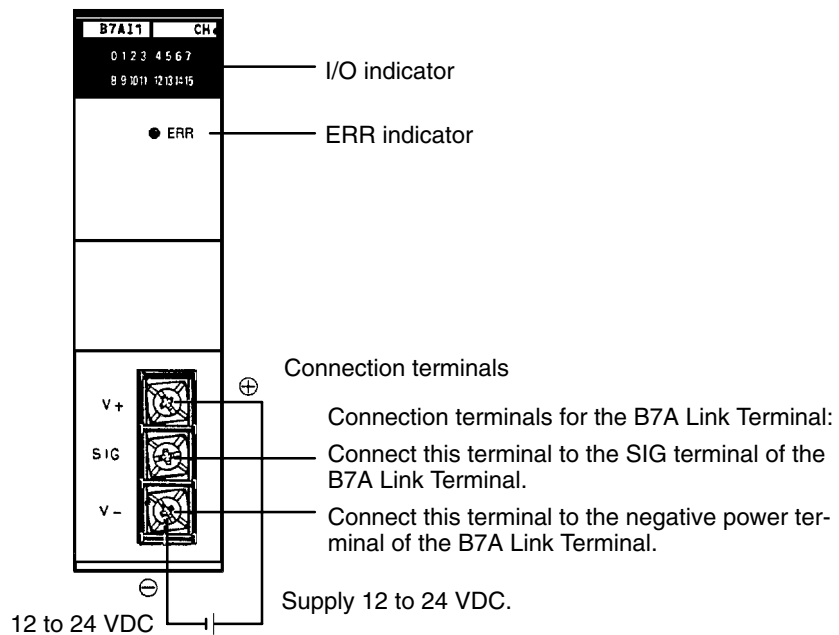 B7AI1 CH
0 1 2 3 4 5 6 7
8 9 10 11 12 13 14 15
I/O indicator
ERR
ERR indicator
Connection terminals
V +
⊕
Connection terminals for the B7A Link Terminal:
SIG
Connect this terminal to the SIG terminal of the
B7A Link Terminal.
V –
Connect this terminal to the negative power ter-
minal of the B7A Link Terminal.
⊖
Supply 12 to 24 VDC.
12 to 24 VDC